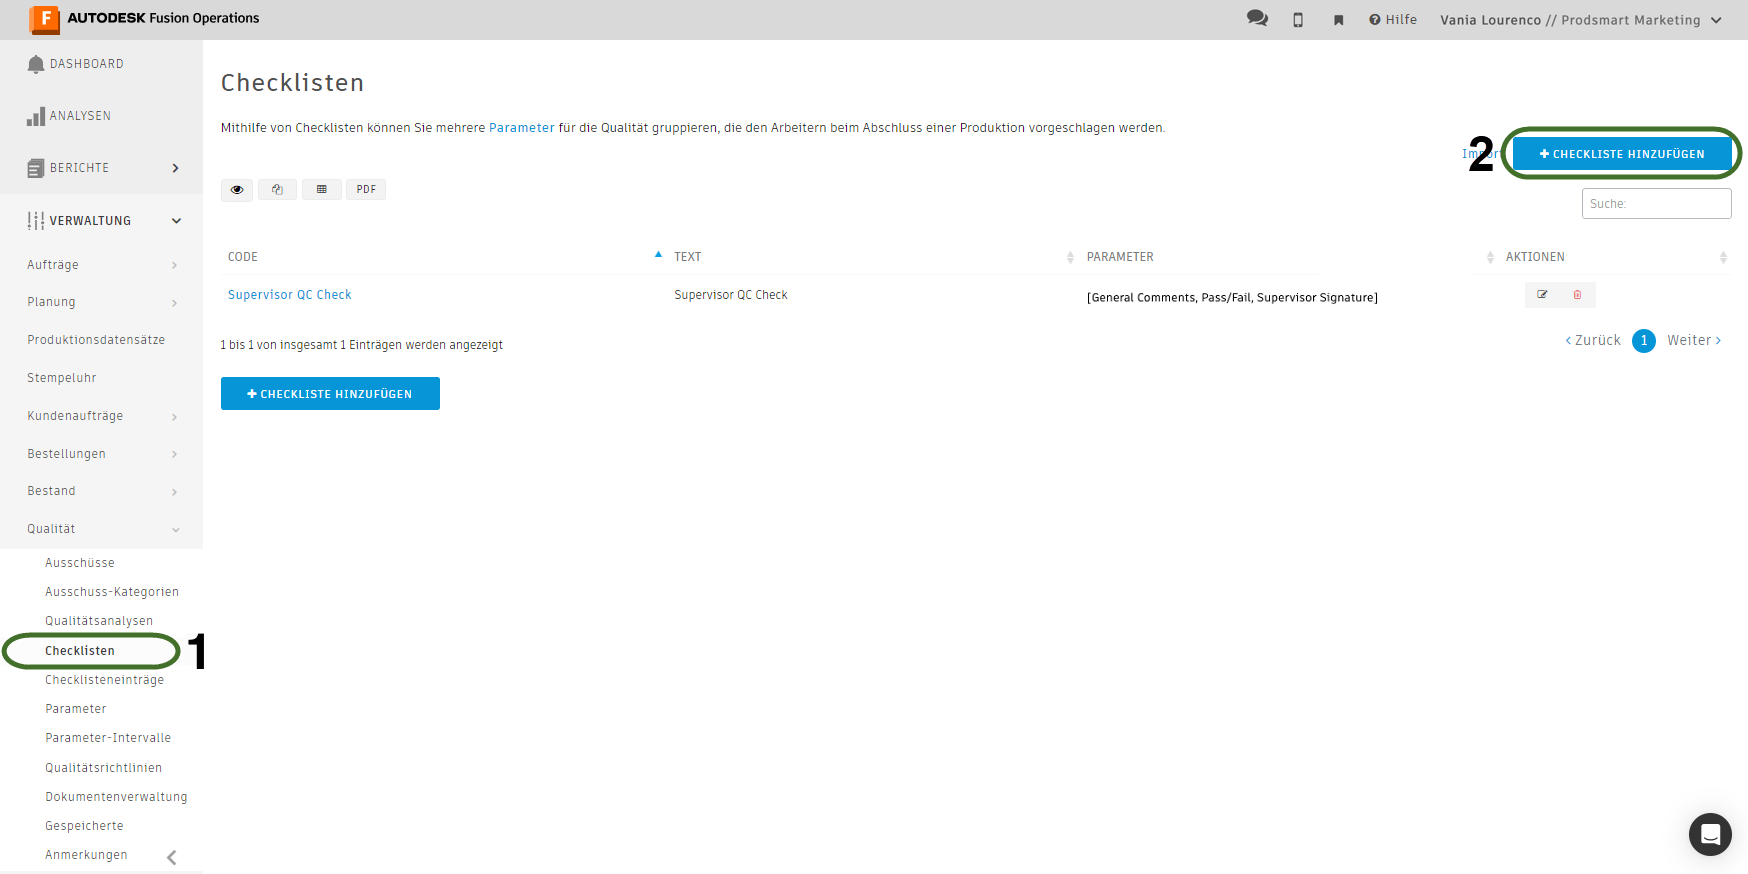 AUTODESK Fusion Operations
Hilfe
Vania Lourenco // Prodsmart Marketing
DASHBOARD
ANALYSEN
BERICHTE
VERWALTUNG
Aufträge
Planung
Produktionsdatensätze
Stempeluhr
Kundenaufträge
Bestellungen
Bestand
Qualität
Ausschüsse
Ausschuss-Kategorien
Qualitätsanalysen
Checklisten
1
Checklisteneinträge
Parameter
Parameter-Intervalle
Qualitätsrichtlinien
Dokumentenverwaltung
Gespeicherte
Anmerkungen
Checklisten
Mithilfe von Checklisten können Sie mehrere Parameter für die Qualität gruppieren, die den Arbeitern beim Abschluss einer Produktion vorgeschlagen werden.
2
+ CHECKLISTE HINZUFÜGEN
PDF
Suche:
CODE TEXT PARAMETER AKTIONEN
Supervisor QC Check Supervisor QC Check [General Comments, Pass/Fail, Supervisor Signature]
1 bis 1 von insgesamt 1 Einträgen werden angezeigt
‹ Zurück 1 Weiter ›
+ CHECKLISTE HINZUFÜGEN